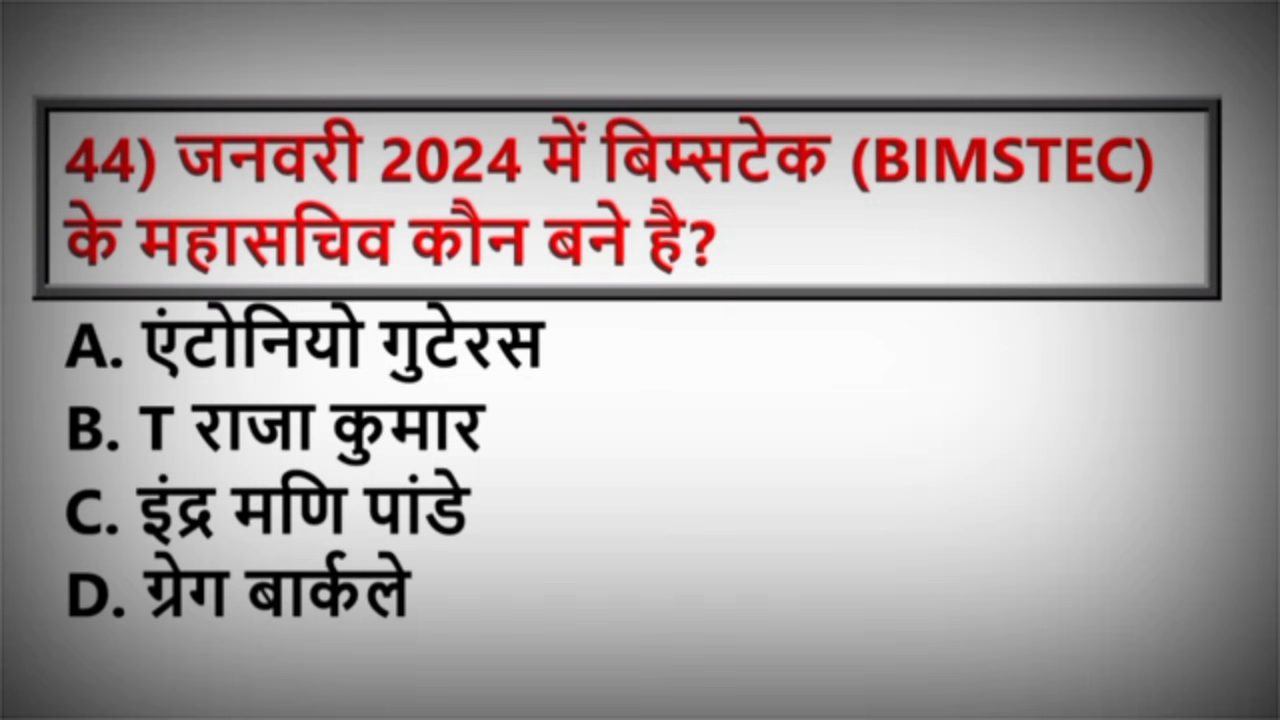 44) जनवरी 2024 में बिम्सटेक (BIMSTEC)
के महासचिव कौन बने है?
A. एंटोनियो गुटेरस
B. T राजा कुमार
C. इंद्र मणि पांडे
D. ग्रेग बार्कले